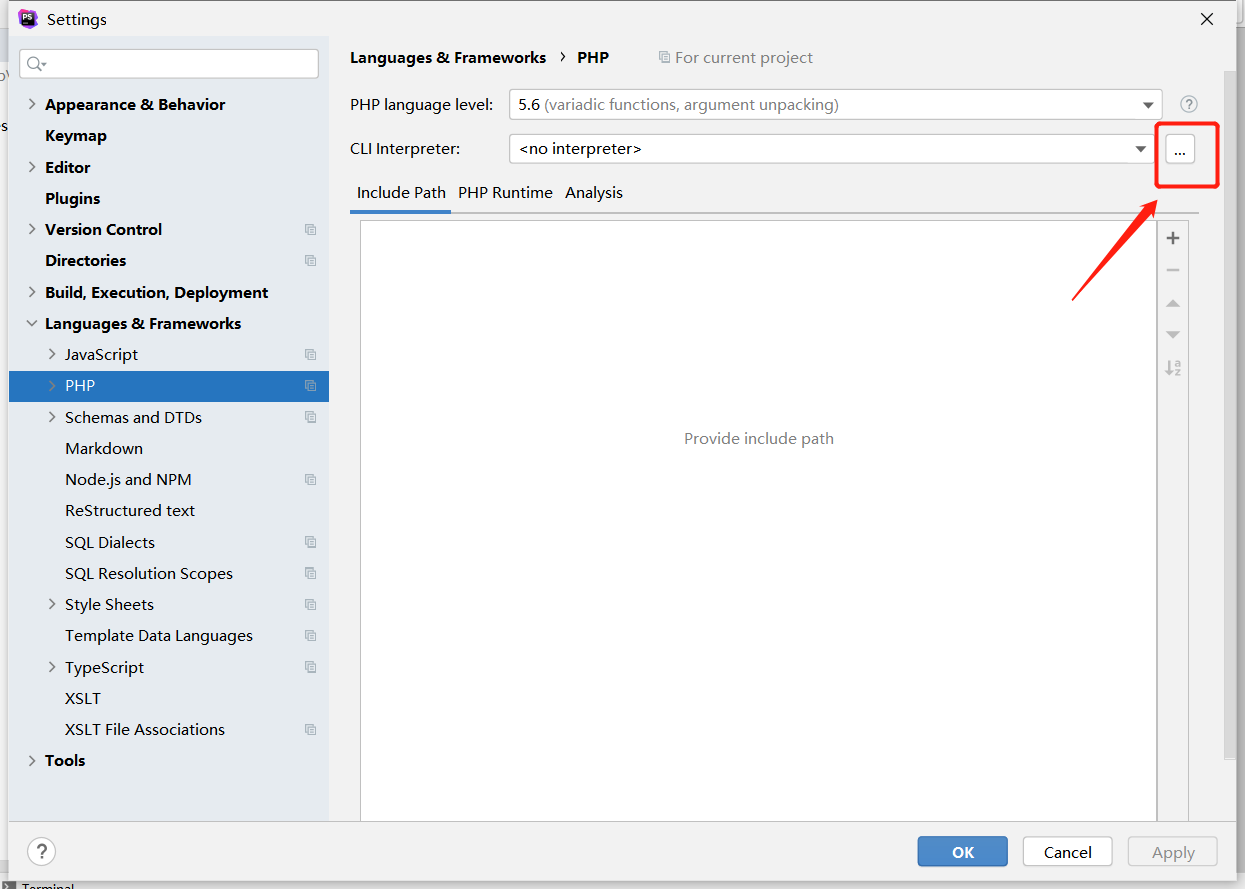 Settings
Appearance & Behavior
Keymap
Editor
Plugins
Version Control
Directories
Build, Execution, Deployment
Languages & Frameworks
JavaScript
PHP
Schemas and DTDs
Markdown
Node.js and NPM
ReStructured text
SQL Dialects
SQL Resolution Scopes
Style Sheets
Template Data Languages
TypeScript
XSLT
XSLT File Associations
Tools
Languages & Frameworks › PHP For current project
PHP language level: 5.6 (variadic functions, argument unpacking) ?
CLI Interpreter: <no interpreter> ...
Include Path PHP Runtime Analysis
Provide include path
? OK Cancel Apply
Terminal